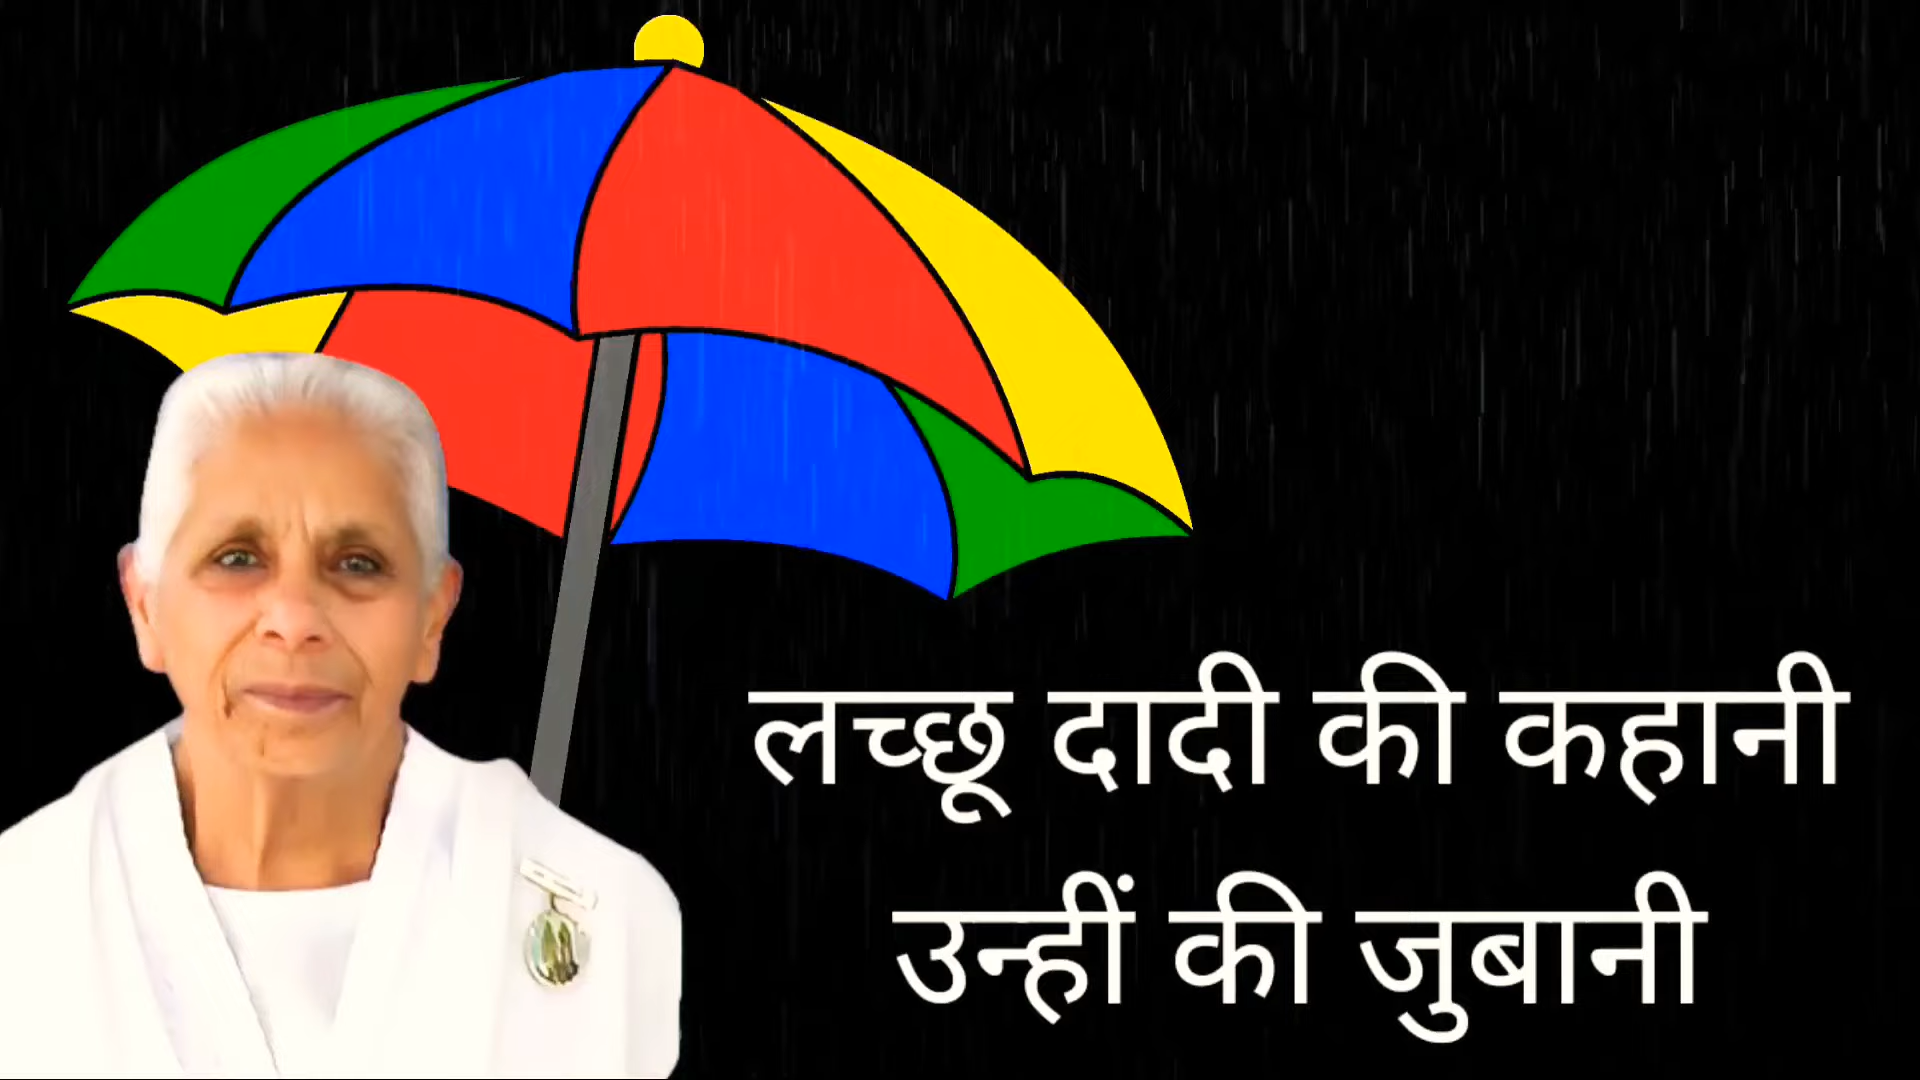 लच्छू दादी की कहानी
उन्हीं की जुबानी